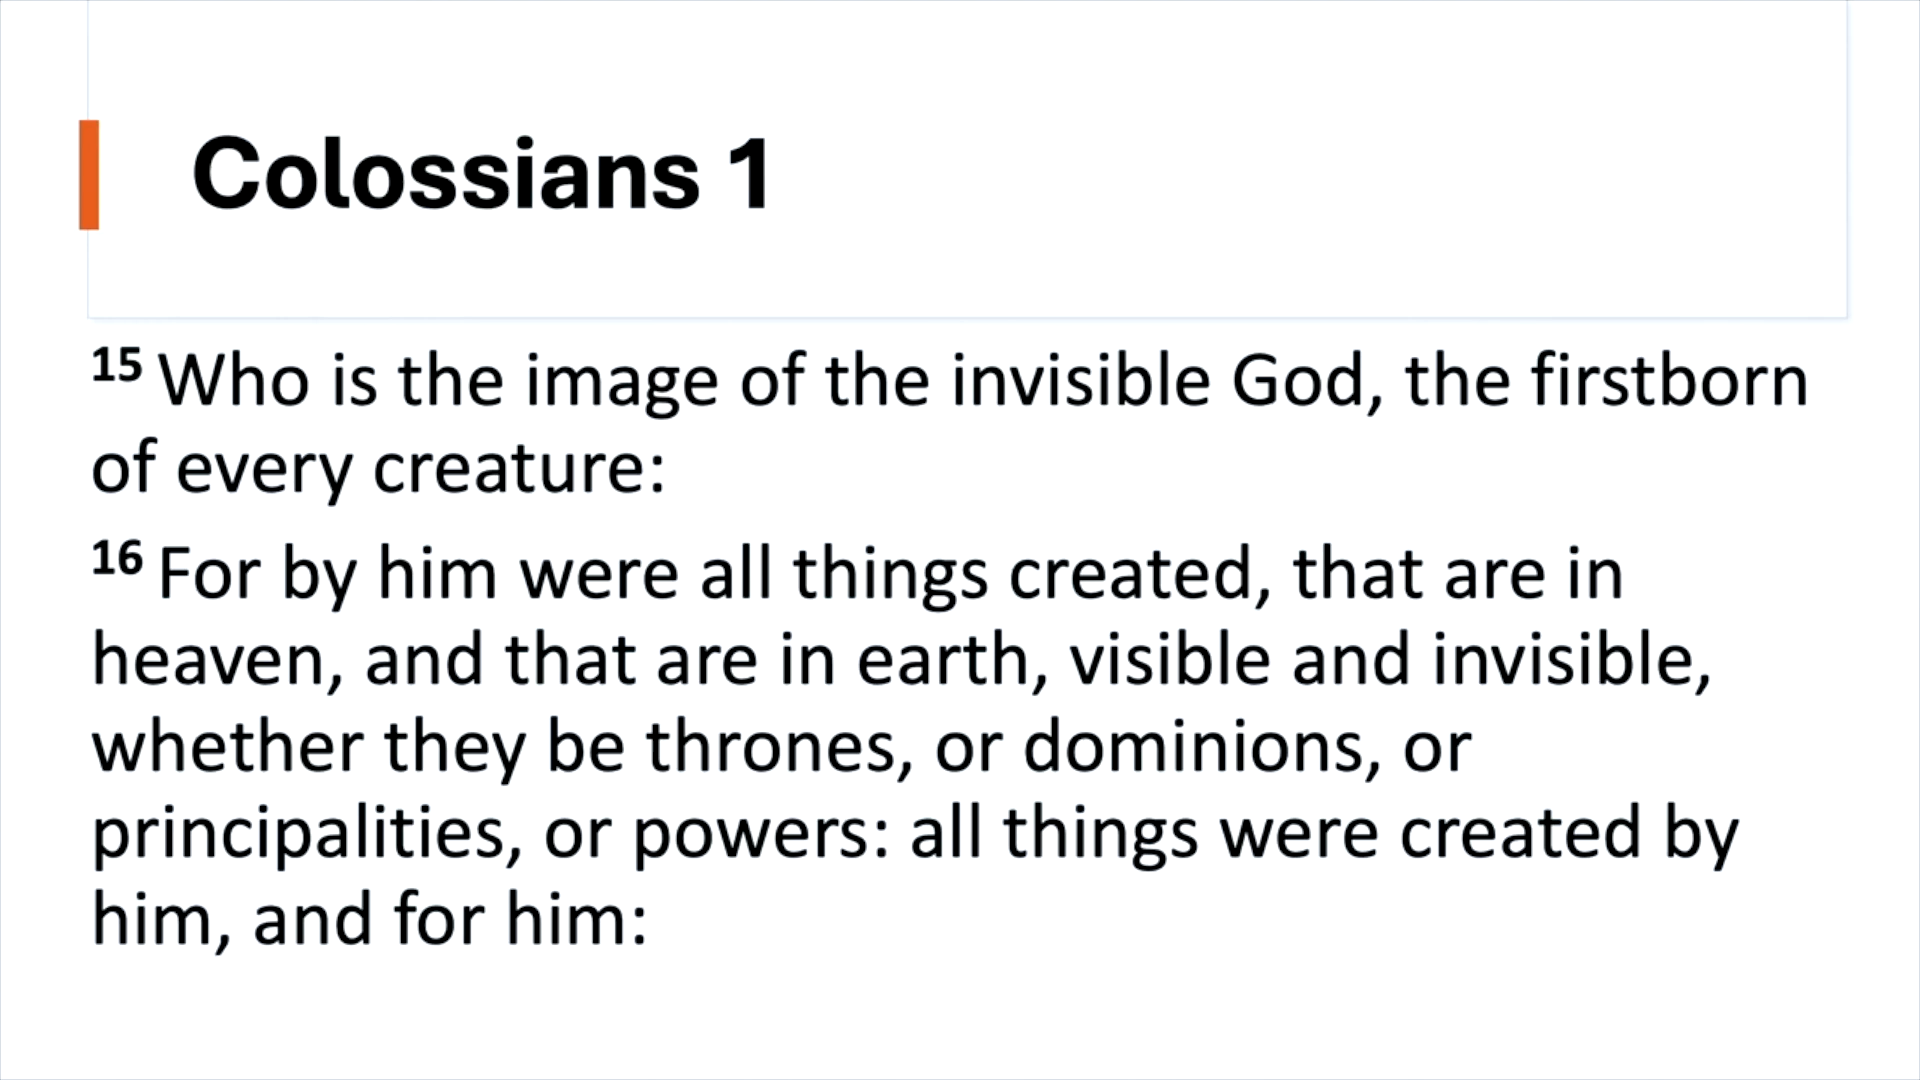 Colossians 1
15 Who is the image of the invisible God, the firstborn
of every creature:
16 For by him were all things created, that are in
heaven, and that are in earth, visible and invisible,
whether they be thrones, or dominions, or
principalities, or powers: all things were created by
him, and for him: